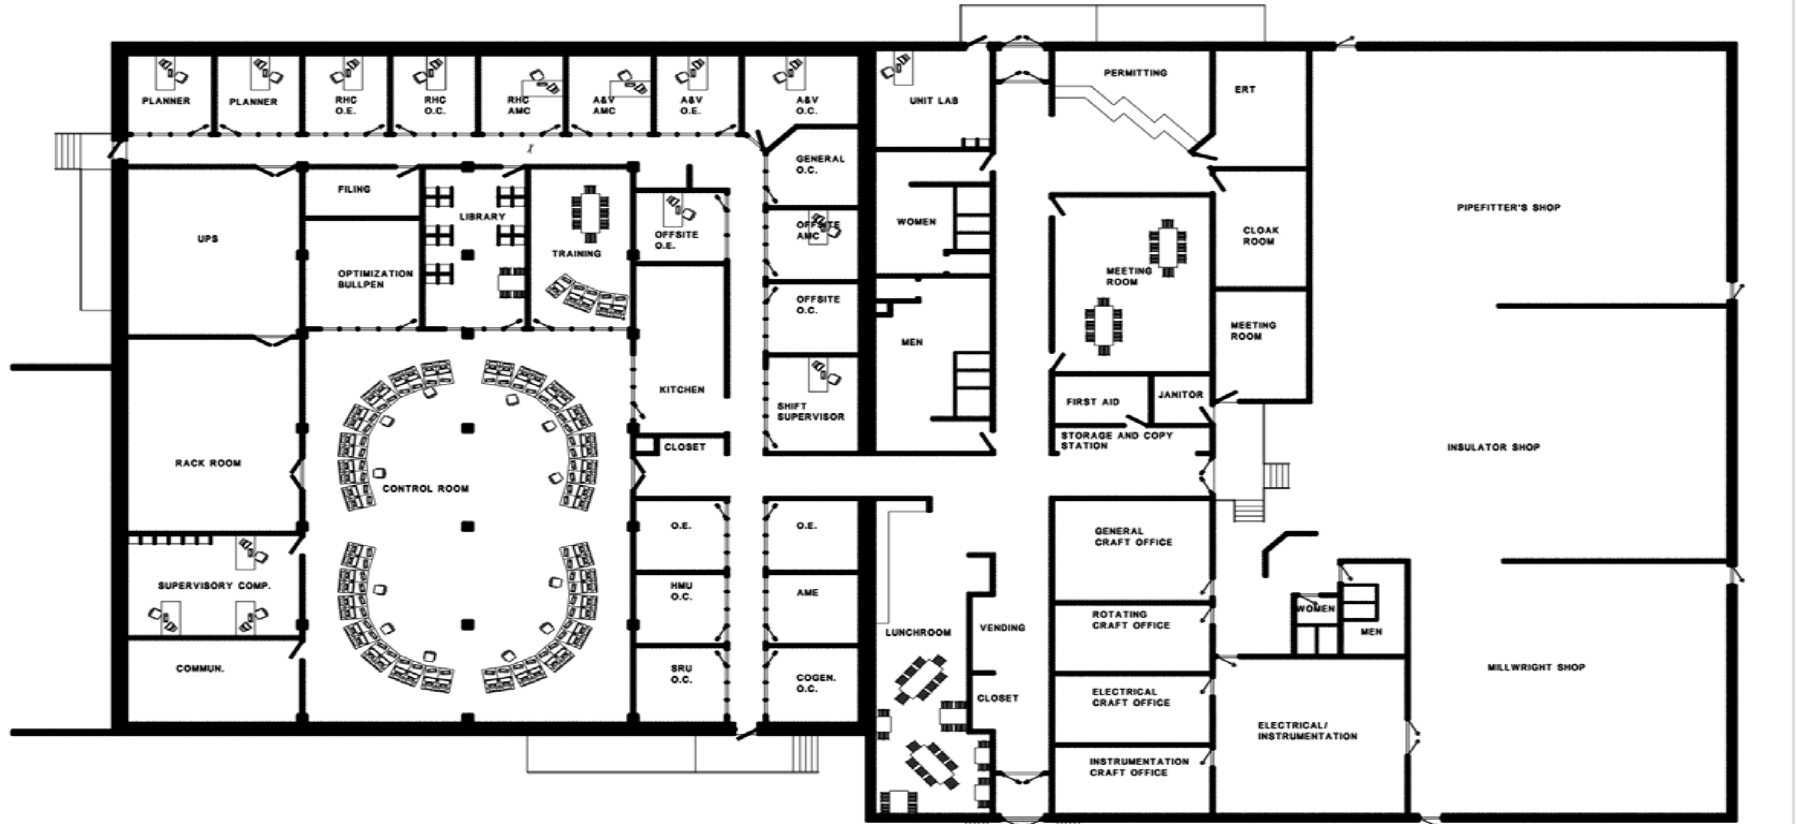 PLANNER
PLANNER
RHC
O.E.
RHC
O.C.
RHC
AMC
A&V
AMC
A&V
O.E.
A&V
O.C.
UNIT LAB
PERMITTING
ERT
GENERAL
O.C.
FILING
LIBRARY
UPS
OPTIMIZATION
BULLPEN
TRAINING
OFFSITE
O.E.
OFFSITE
AMC
WOMEN
CLOAK
ROOM
PIPEFITTER'S SHOP
MEETING
ROOM
OFFSITE
O.C.
MEN
MEETING
ROOM
KITCHEN
SHIFT
SUPERVISOR
FIRST AID
JANITOR
STORAGE AND COPY
STATION
CLOSET
RACK ROOM
CONTROL ROOM
INSULATOR SHOP
O.E.
O.E.
GENERAL
CRAFT OFFICE
SUPERVISORY COMP.
HMU
O.C.
AME
LUNCHROOM
VENDING
ROTATING
CRAFT OFFICE
WOMEN
MEN
COMMUN.
SRU
O.C.
COGEN.
O.C.
CLOSET
ELECTRICAL
CRAFT OFFICE
MILLWRIGHT SHOP
ELECTRICAL/
INSTRUMENTATION
INSTRUMENTATION
CRAFT OFFICE